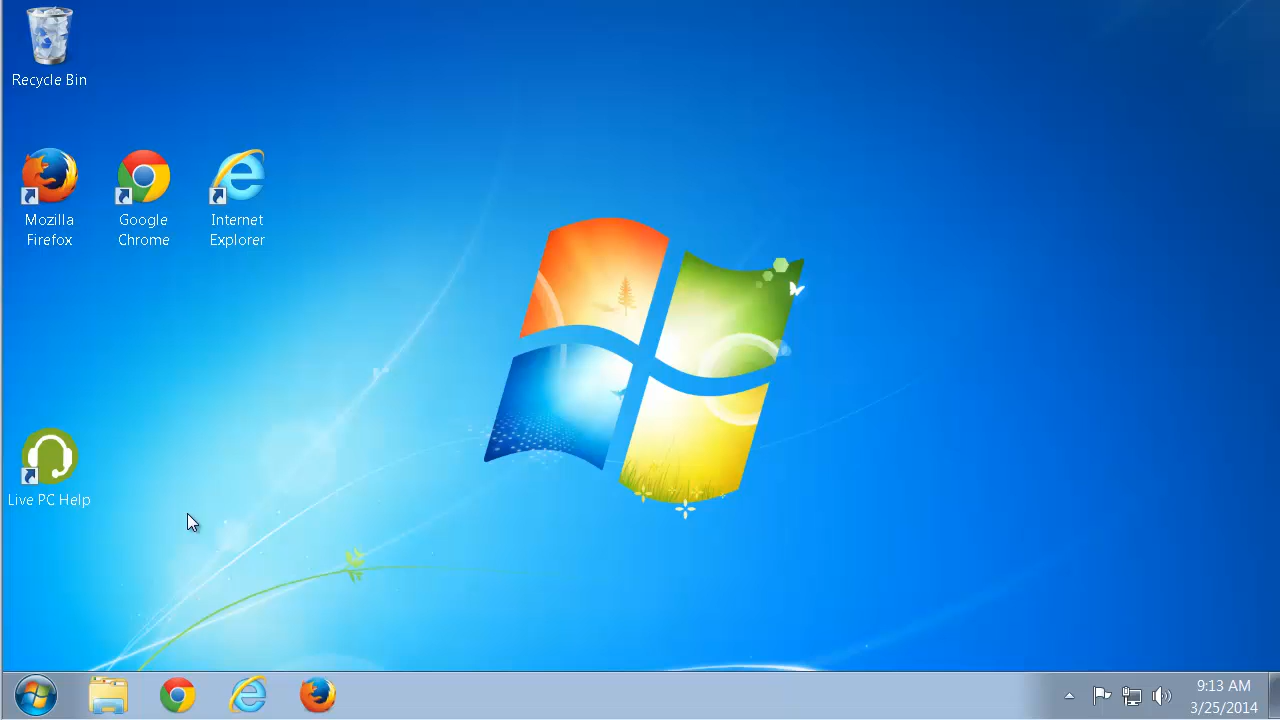 Recycle Bin
Mozilla
Firefox
Google
Chrome
Internet
Explorer
Live PC Help
9:13 AM
3/25/2014